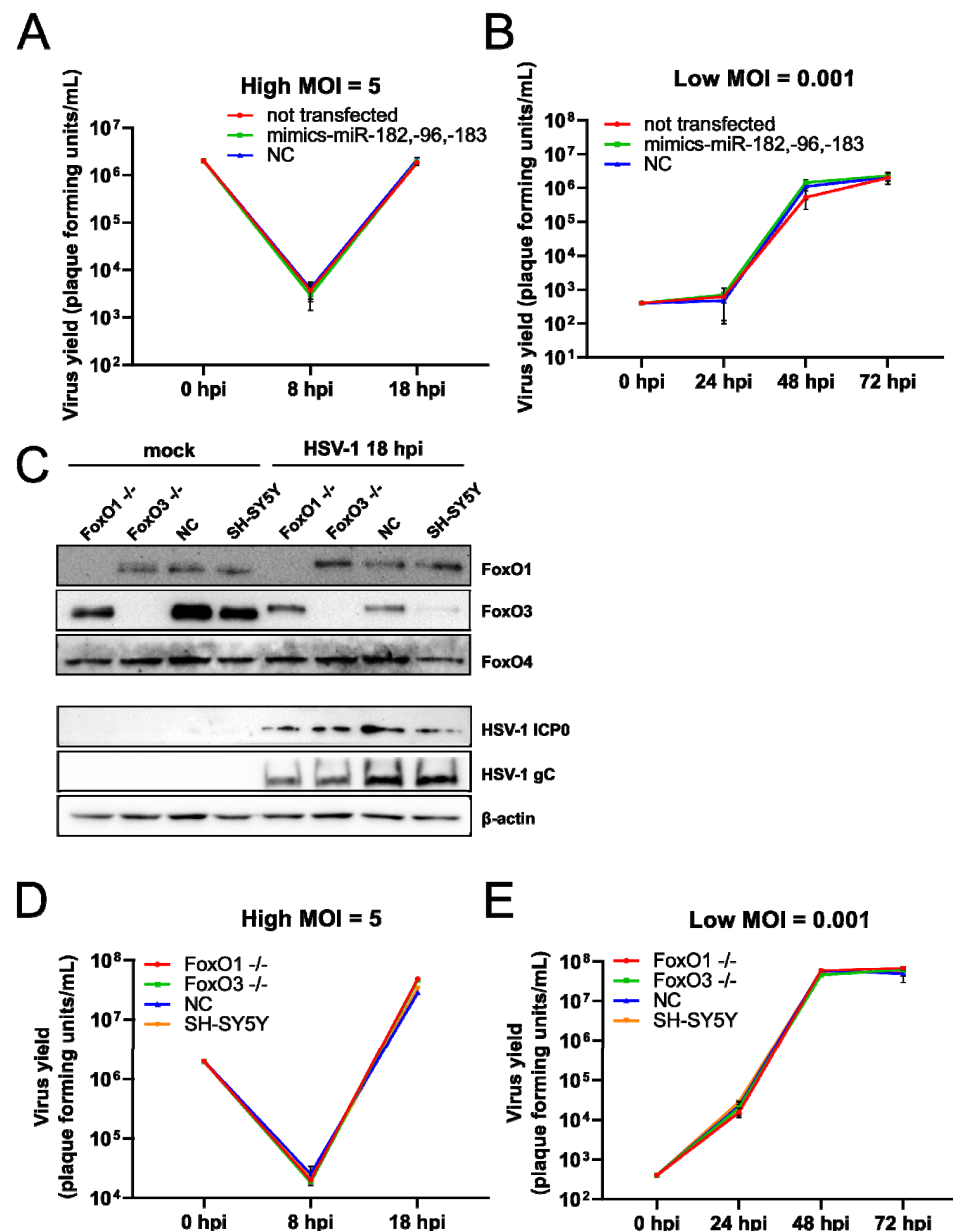 A
High MOI = 5
not transfected
mimics-miR-182,-96,-183
NC
Virus yield (plaque forming units/mL)
10⁷
10⁶
10⁵
10⁴
10³
10²
0 hpi 8 hpi 18 hpi
B
Low MOI = 0.001
not transfected
mimics-miR-182,-96,-183
NC
Virus yield (plaque forming units/mL)
10⁸
10⁷
10⁶
10⁵
10⁴
10³
10²
10¹
0 hpi 24 hpi 48 hpi 72 hpi
C
mock HSV-1 18 hpi
FoxO1 -/- FoxO3 -/- NC SH-SY5Y FoxO1 -/- FoxO3 -/- NC SH-SY5Y
FoxO1
FoxO3
FoxO4
HSV-1 ICP0
HSV-1 gC
β-actin
D
High MOI = 5
FoxO1 -/-
FoxO3 -/-
NC
SH-SY5Y
Virus yield
(plaque forming units/mL)
10⁸
10⁷
10⁶
10⁵
10⁴
0 hpi 8 hpi 18 hpi
E
Low MOI = 0.001
FoxO1 -/-
FoxO3 -/-
NC
SH-SY5Y
Virus yield
(plaque forming units/mL)
10⁸
10⁷
10⁶
10⁵
10⁴
10³
10²
0 hpi 24 hpi 48 hpi 72 hpi